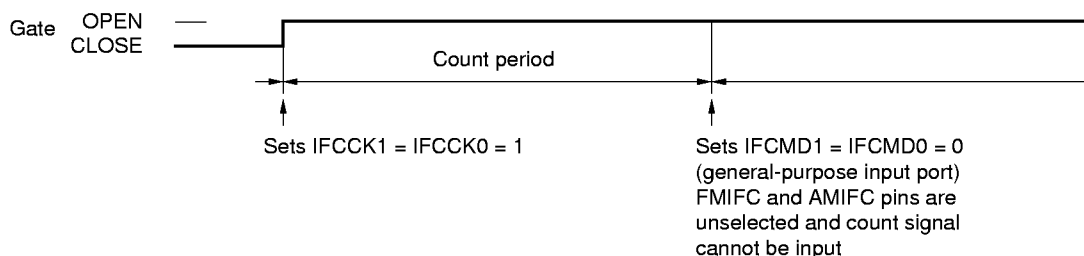 Gate OPEN
CLOSE
Count period
Sets IFCCK1 = IFCCK0 = 1
Sets IFCMD1 = IFCMD0 = 0
(general-purpose input port)
FMIFC and AMIFC pins are
unselected and count signal
cannot be input